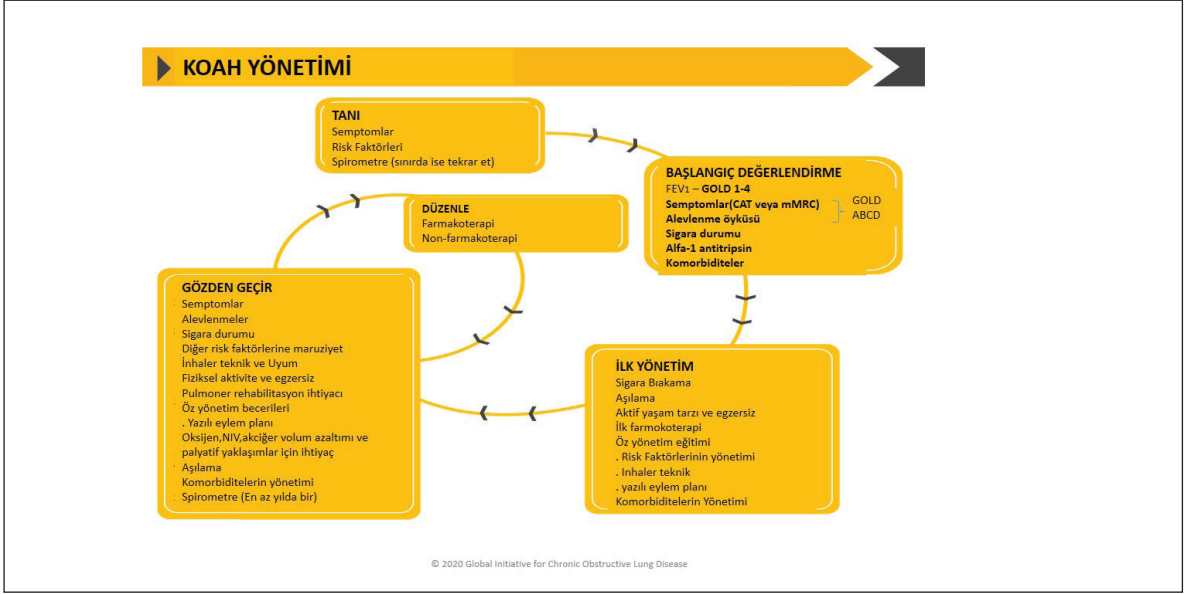 KOAH YÖNETİMİ
TANI
Semptomlar
Risk Faktörleri
Spirometre (sınırda ise tekrar et)
BAŞLANGIÇ DEĞERLENDİRME
FEV1 – GOLD 1-4
Semptomlar(CAT veya mMRC)
Alevlenme öyküsü
Sigara durumu
Alfa-1 antitripsin
Komorbiditeler
GOLD
ABCD
DÜZENLE
Farmakoterapi
Non-farmakoterapi
GÖZDEN GEÇİR
Semptomlar
Alevlenmeler
Sigara durumu
Diğer risk faktörlerine maruziyet
İnhaler teknik ve Uyum
Fiziksel aktivite ve egzersiz
Pulmoner rehabilitasyon ihtiyacı
Öz yönetim becerileri
. Yazılı eylem planı
Oksijen,NIV,akciğer volum azaltımı ve
palyatif yaklaşımlar için ihtiyaç
Aşılama
Komorbiditelerin yönetimi
Spirometre (En az yılda bir)
İLK YÖNETİM
Sigara Bıakama
Aşılama
Aktif yaşam tarzı ve egzersiz
İlk farmokoterapi
Öz yönetim eğitimi
. Risk Faktörlerinin yönetimi
. Inhaler teknik
. yazılı eylem planı
Komorbiditelerin Yönetimi
© 2020 Global Initiative for Chronic Obstructive Lung Disease